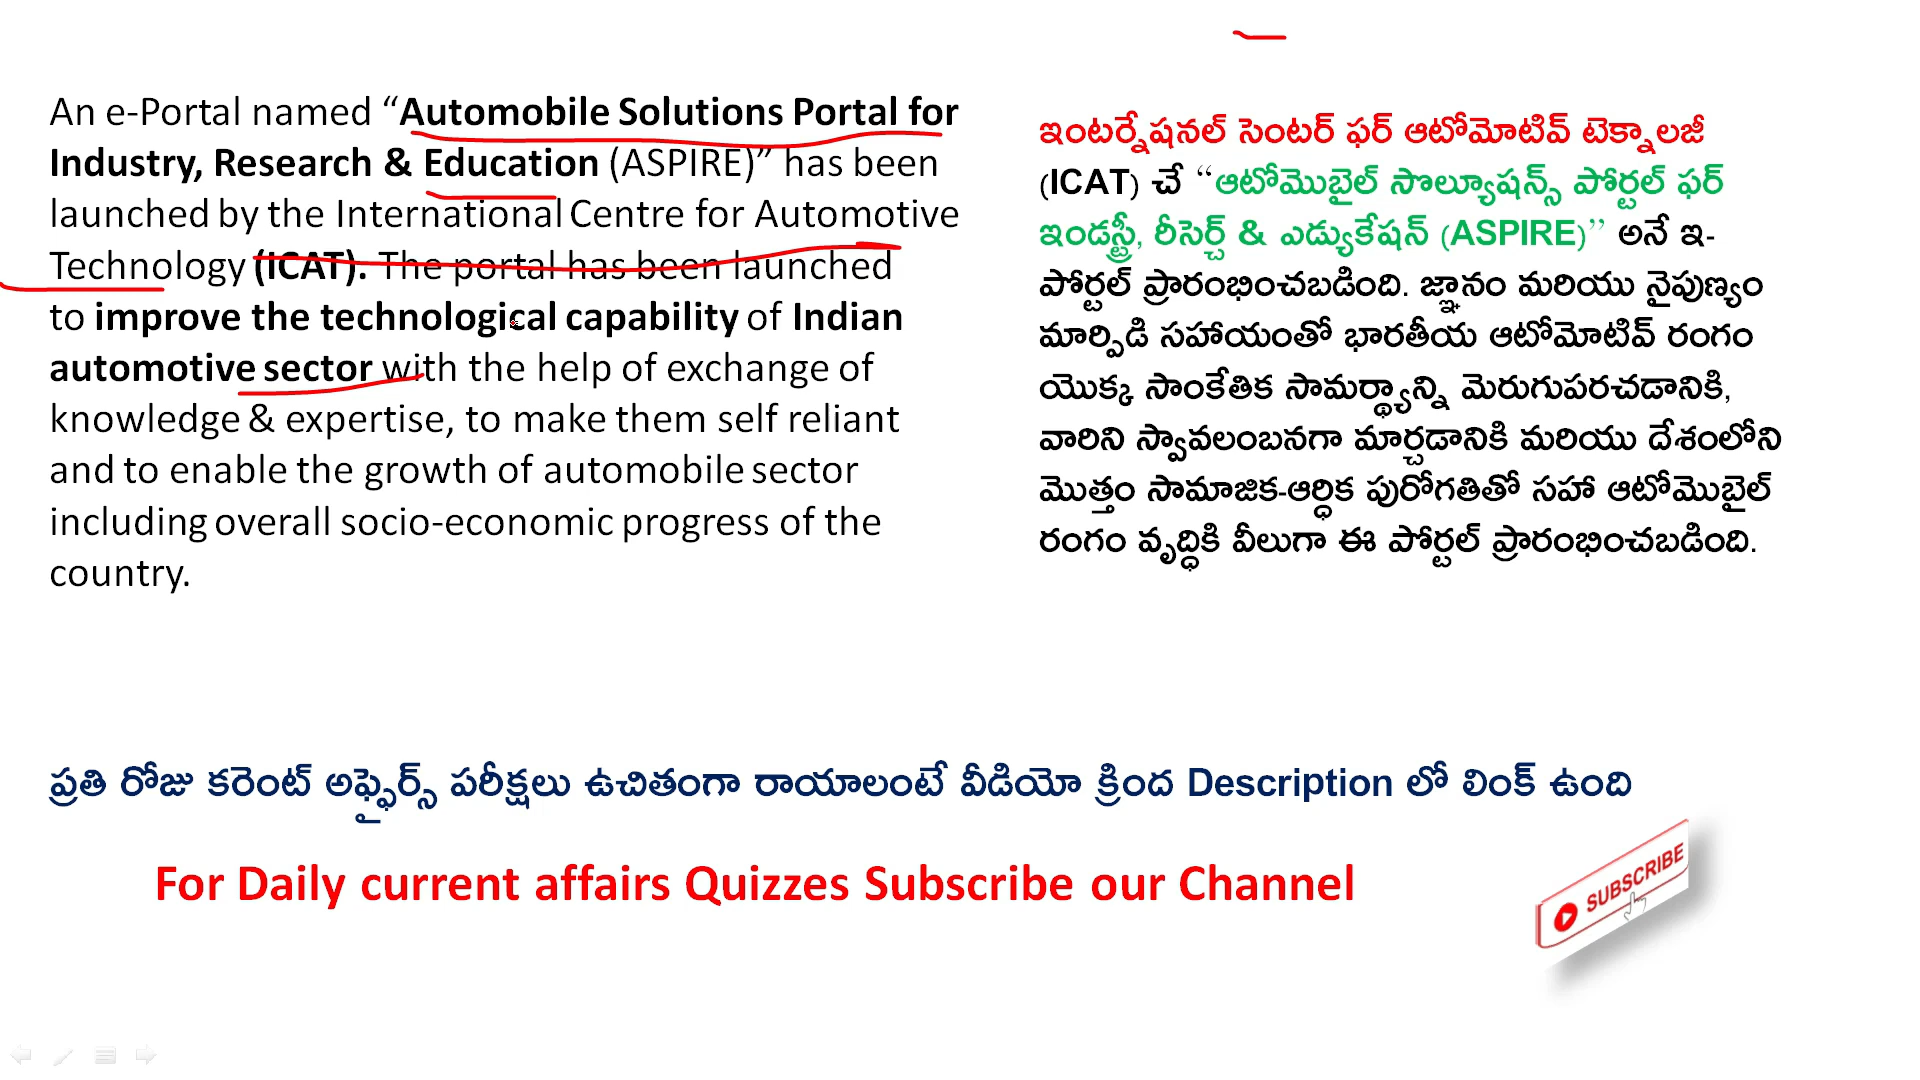 An e-Portal named “Automobile Solutions Portal for
Industry, Research & Education (ASPIRE)” has been
launched by the International Centre for Automotive
Technology (ICAT). The portal has been launched
to improve the technological capability of Indian
automotive sector with the help of exchange of
knowledge & expertise, to make them self reliant
and to enable the growth of automobile sector
including overall socio-economic progress of the
country.
ఇంటర్నేషనల్ సెంటర్ ఫర్ ఆటోమోటివ్ టెక్నాలజీ
(ICAT) చే “ఆటోమొబైల్ సొల్యూషన్స్ పోర్టల్ ఫర్
ఇండస్ట్రీ, రీసెర్చ్ & ఎడ్యుకేషన్ (ASPIRE)” అనే ఇ-
పోర్టల్ ప్రారంభించబడింది. జ్ఞానం మరియు నైపుణ్యం
మార్పిడి సహాయంతో భారతీయ ఆటోమోటివ్ రంగం
యొక్క సాంకేతిక సామర్థ్యాన్ని మెరుగుపరచడానికి,
వారిని స్వావలంబనగా మార్చడానికి మరియు దేశంలోని
మొత్తం సామాజిక-ఆర్ధిక పురోగతితో సహా ఆటోమొబైల్
రంగం వృద్ధికి వీలుగా ఈ పోర్టల్ ప్రారంభించబడింది.
ప్రతి రోజు కరెంట్ అఫ్ఫైర్స్ పరీక్షలు ఉచితంగా రాయాలంటే వీడియో క్రింద Description లో లింక్ ఉంది
For Daily current affairs Quizzes Subscribe our Channel
SUBSCRIBE